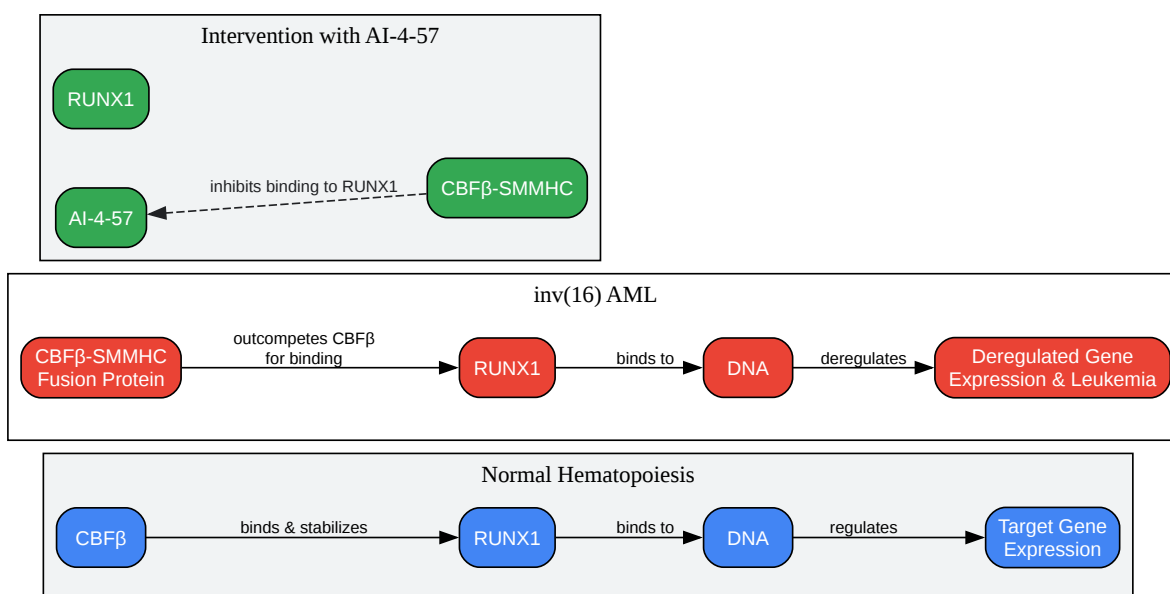 Intervention with AI-4-57
RUNX1
inhibits binding to RUNX1
CBFβ-SMMHC
AI-4-57
inv(16) AML
CBFβ-SMMHC
Fusion Protein
outcompetes CBFβ
for binding
RUNX1
binds to
DNA
deregulates
Deregulated Gene
Expression & Leukemia
Normal Hematopoiesis
CBFβ
binds & stabilizes
RUNX1
binds to
DNA
regulates
Target Gene
Expression